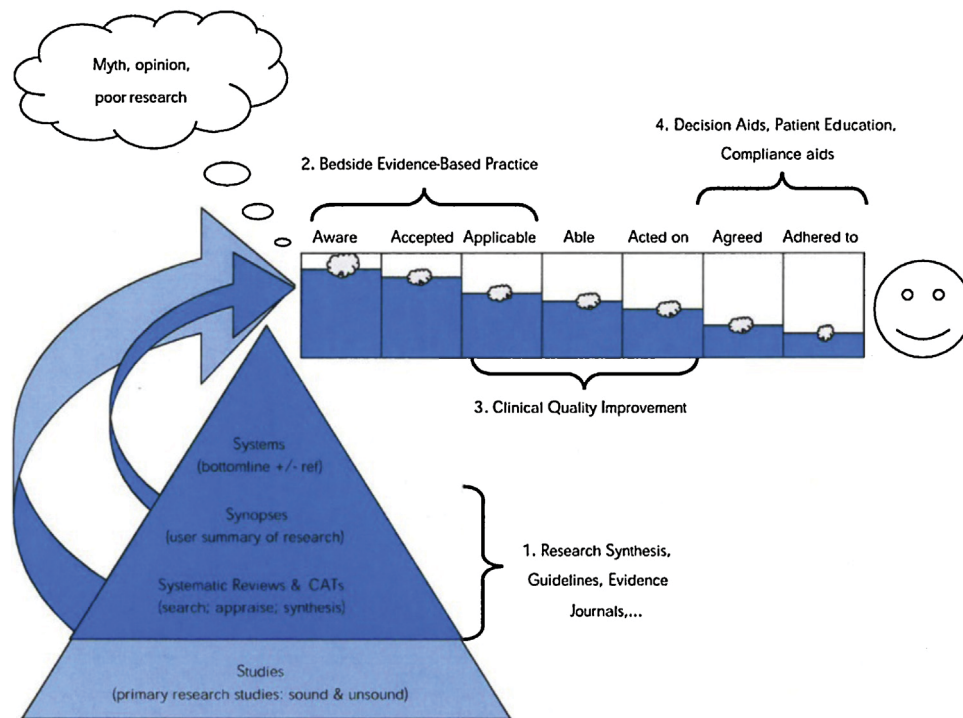 Myth, opinion,
poor research
4. Decision Aids, Patient Education,
Compliance aids
2. Bedside Evidence-Based Practice
Aware Accepted Applicable Able Acted on Agreed Adhered to
3. Clinical Quality Improvement
Systems
(bottomline +/- ref)
Synopses
(user summary of research)
Systematic Reviews & CATs
(search; appraise; synthesis)
1. Research Synthesis,
Guidelines, Evidence
Journals,...
Studies
(primary research studies: sound & unsound)